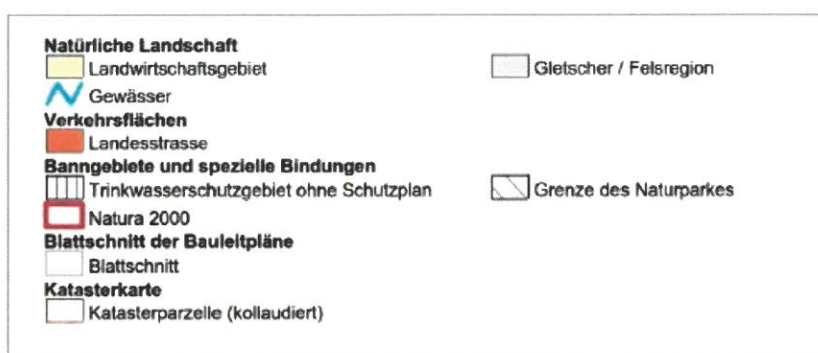 Natürliche Landschaft
Landwirtschaftsgebiet
Gletscher / Felsregion
Gewässer
Verkehrsflächen
Landesstrasse
Banngebiete und spezielle Bindungen
Trinkwasserschutzgebiet ohne Schutzplan
Grenze des Naturparkes
Natura 2000
Blattschnitt der Bauleitpläne
Blattschnitt
Katasterkarte
Katasterparzelle (kollaudiert)